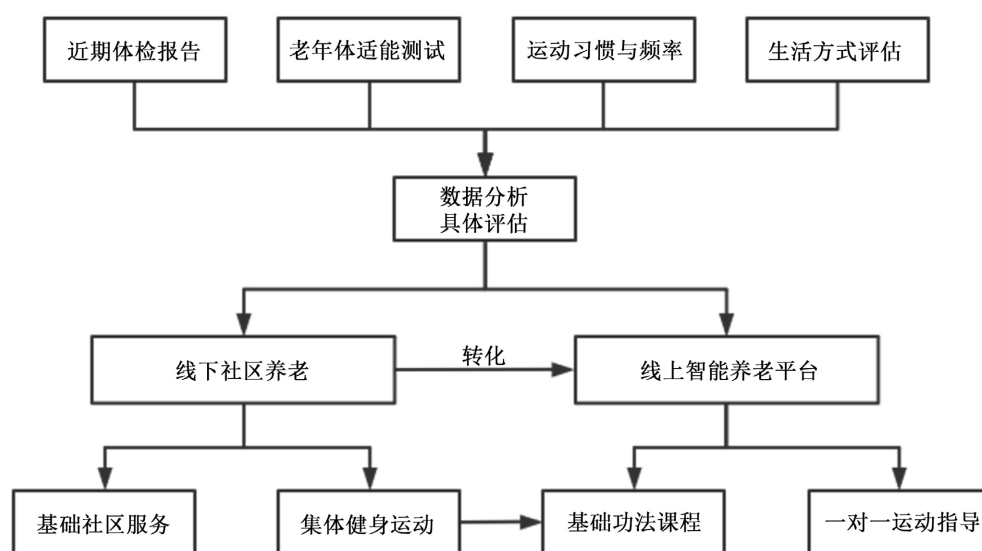 近期体检报告
老年体适能测试
运动习惯与频率
生活方式评估
数据分析
具体评估
线下社区养老
转化
线上智能养老平台
基础社区服务
集体健身运动
基础功法课程
一对一运动指导